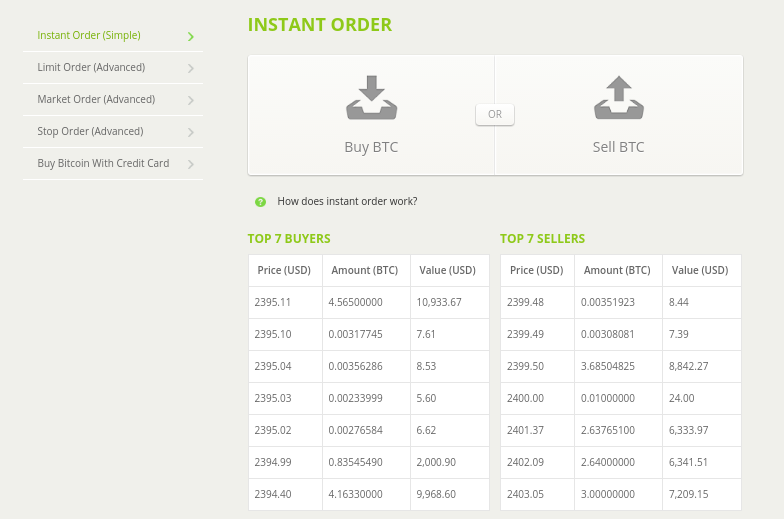 Instant Order (Simple)
Limit Order (Advanced)
Market Order (Advanced)
Stop Order (Advanced)
Buy Bitcoin With Credit Card
INSTANT ORDER
Buy BTC
OR
Sell BTC
? How does instant order work?
TOP 7 BUYERS
Price (USD) Amount (BTC) Value (USD)
2395.11 4.56500000 10,933.67
2395.10 0.00317745 7.61
2395.04 0.00356286 8.53
2395.03 0.00233999 5.60
2395.02 0.00276584 6.62
2394.99 0.83545490 2,000.90
2394.40 4.16330000 9,968.60
TOP 7 SELLERS
Price (USD) Amount (BTC) Value (USD)
2399.48 0.00351923 8.44
2399.49 0.00308081 7.39
2399.50 3.68504825 8,842.27
2400.00 0.01000000 24.00
2401.37 2.63765100 6,333.97
2402.09 2.64000000 6,341.51
2403.05 3.00000000 7,209.15